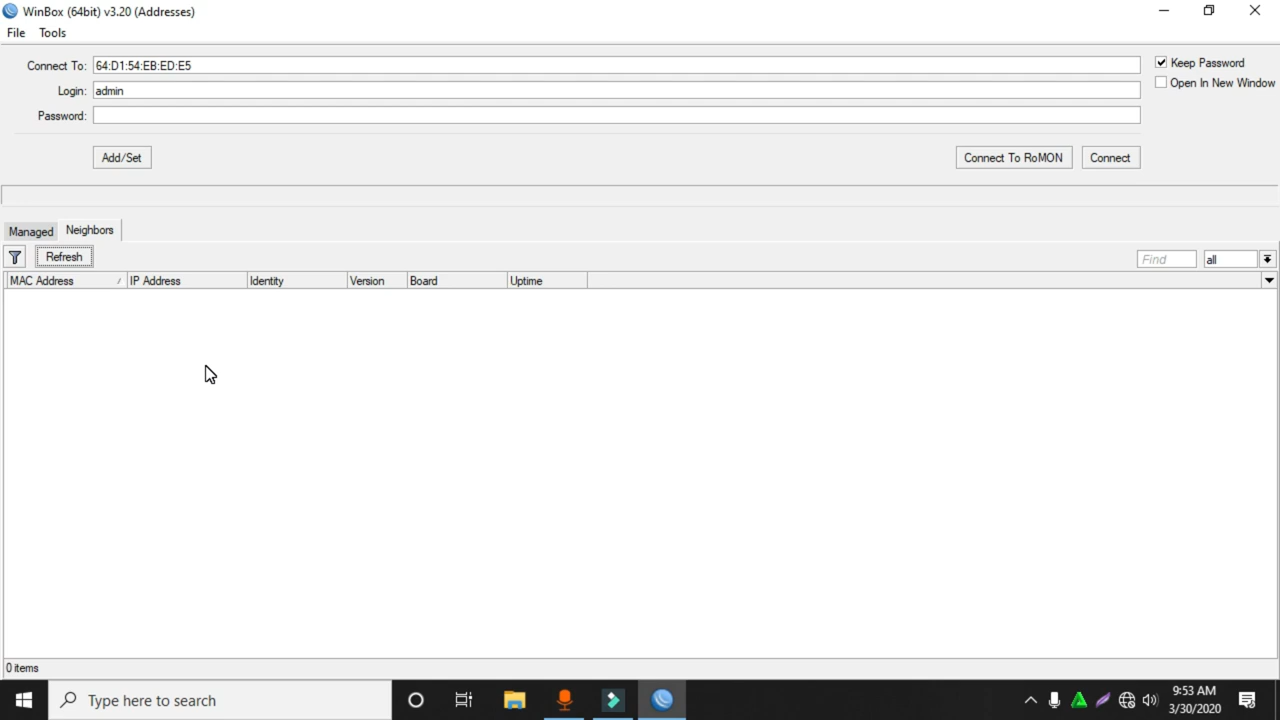 WinBox (64bit) v3.20 (Addresses)
File Tools
Connect To: 64:D1:54:EB:ED:E5
Keep Password
Login: admin
Open In New Window
Password:
Add/Set Connect To RoMON Connect
Managed Neighbors
Refresh Find all
MAC Address IP Address Identity Version Board Uptime
0 items
Type here to search
9:53 AM
3/30/2020